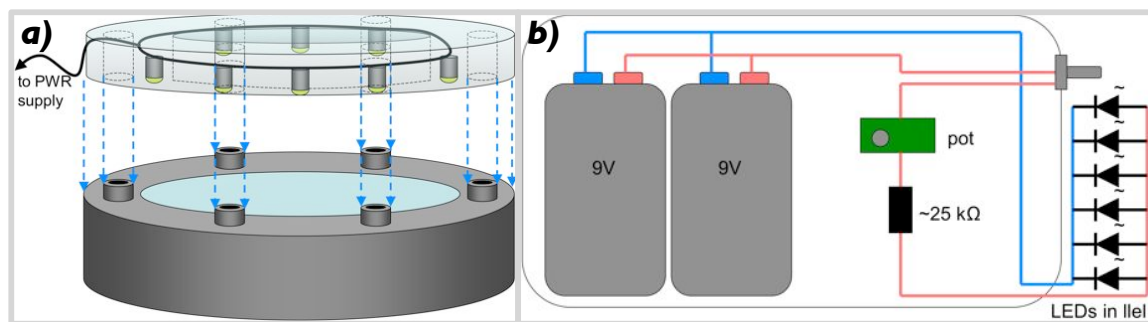 a)
to PWR
supply
b)
9V
9V
pot
~25 kΩ
~
~
~
~
~
~
LEDs in llel